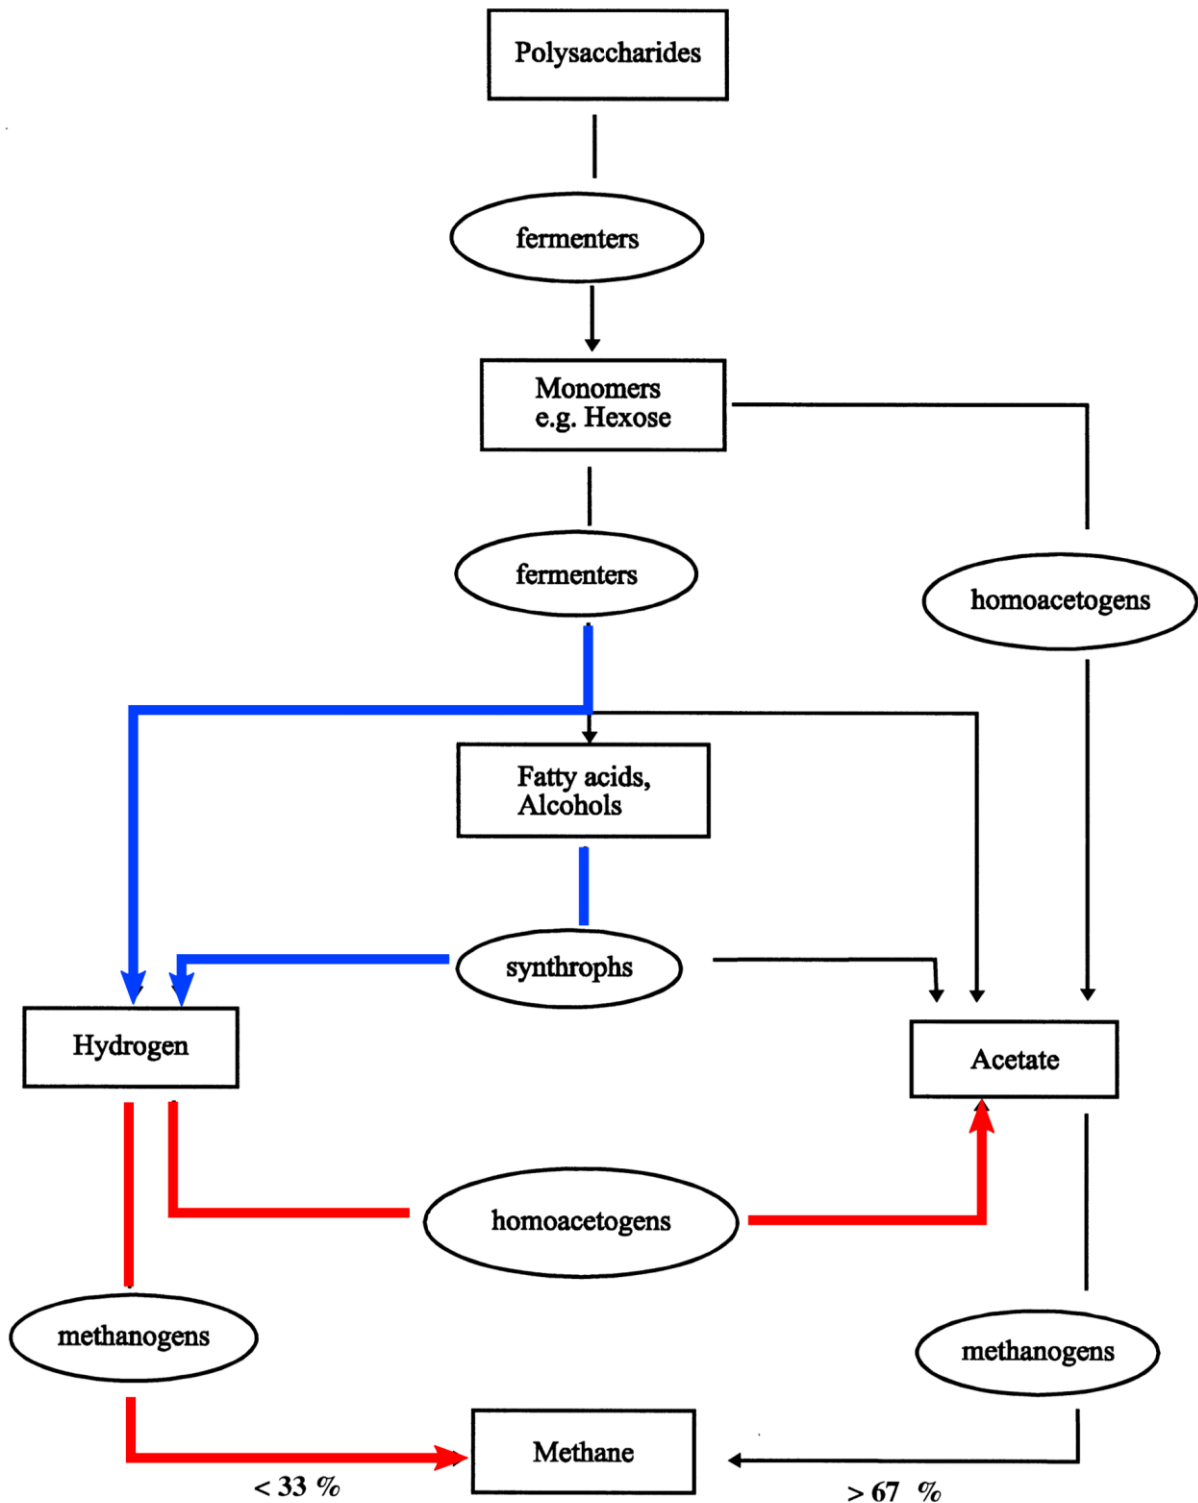 Polysaccharides
fermenters
Monomers
e.g. Hexose
fermenters
homoacetogens
Fatty acids,
Alcohols
synthrophs
Hydrogen
Acetate
homoacetogens
methanogens
methanogens
Methane
< 33 %
> 67 %